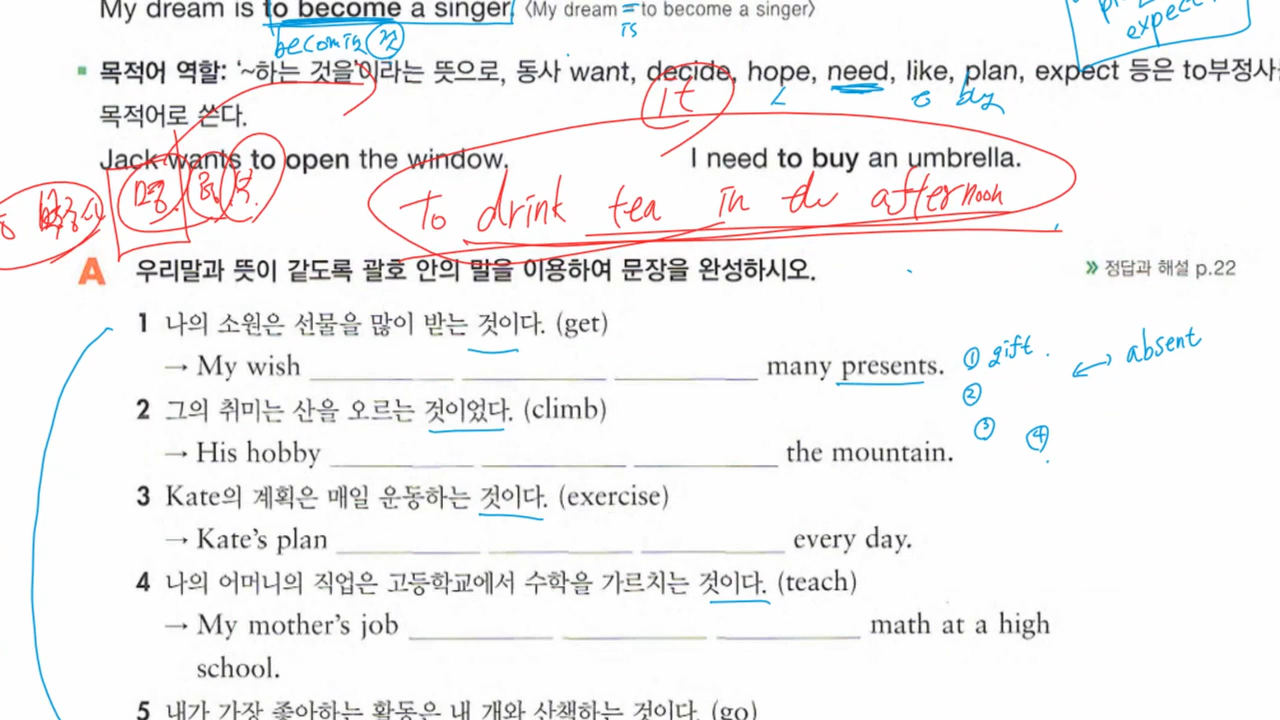 My dream is to become a singer. 〈My dream = to become a singer〉
is
becoming 것
expect
▪ 목적어 역할: '~하는 것을'이라는 뜻으로, 동사 want, decide, hope, need, like, plan, expect 등은 to부정사를
목적어로 쓴다.
it
Jack wants to open the window. I need to buy an umbrella.
to drink tea in the afternoon
A 우리말과 뜻이 같도록 괄호 안의 말을 이용하여 문장을 완성하시오. » 정답과 해설 p.22
1 나의 소원은 선물을 많이 받는 것이다. (get)
→ My wish ______ ______ ______ many presents. ① gift. ↔ absent
②
2 그의 취미는 산을 오르는 것이었다. (climb)
③ ④
→ His hobby ______ ______ ______ the mountain.
3 Kate의 계획은 매일 운동하는 것이다. (exercise)
→ Kate's plan ______ ______ ______ every day.
4 나의 어머니의 직업은 고등학교에서 수학을 가르치는 것이다. (teach)
→ My mother's job ______ ______ ______ math at a high
school.
5 내가 가장 좋아하는 활동은 내 개와 산책하는 것이다. (go)